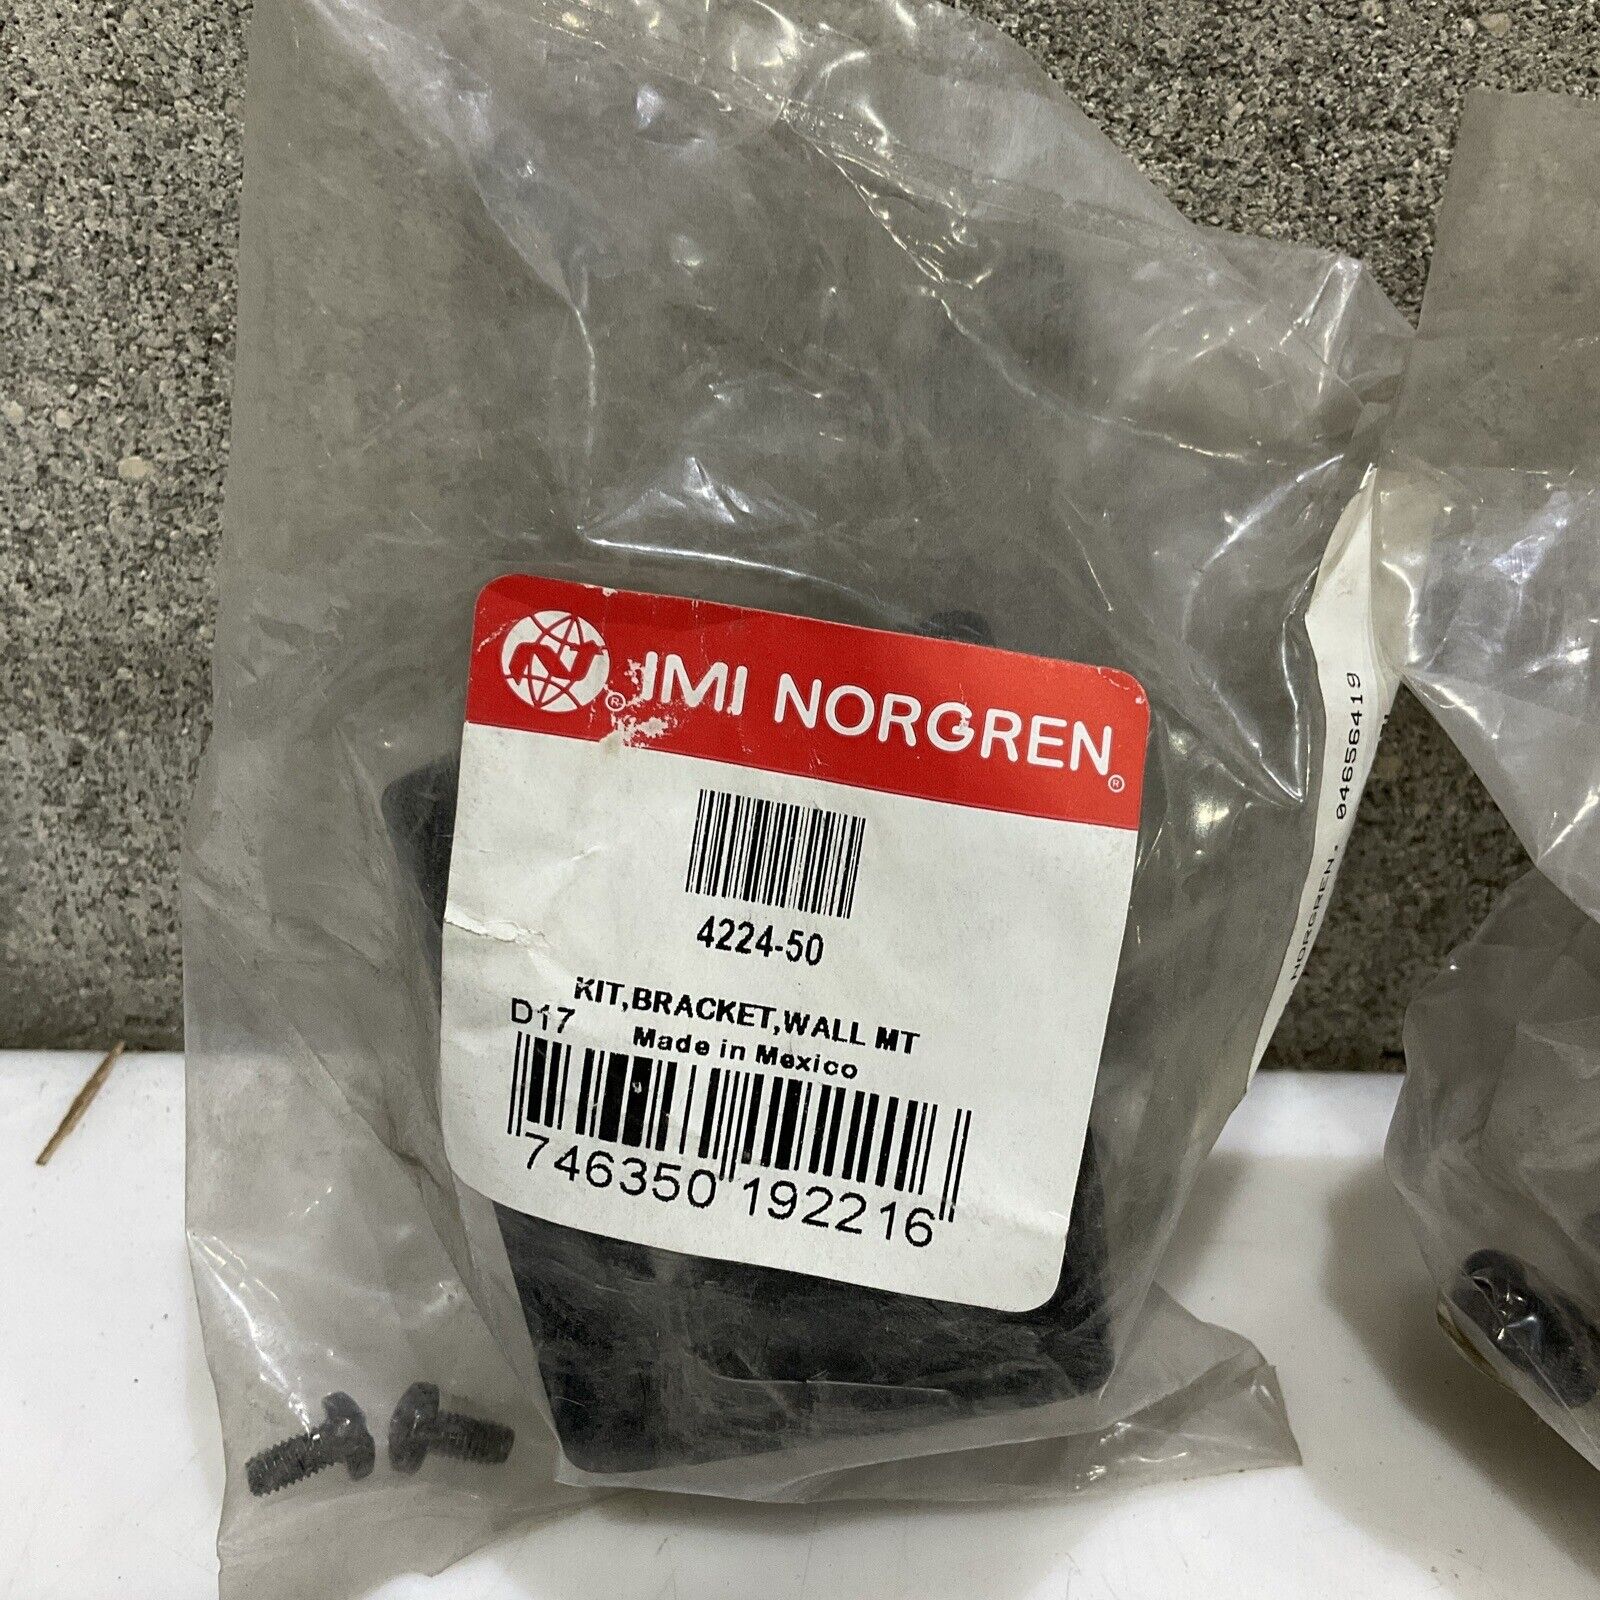 IMI NORGREN®
4224-50
KIT,BRACKET,WALL MT
D17
Made in Mexico
746350 192216
NORGREN. 04656419